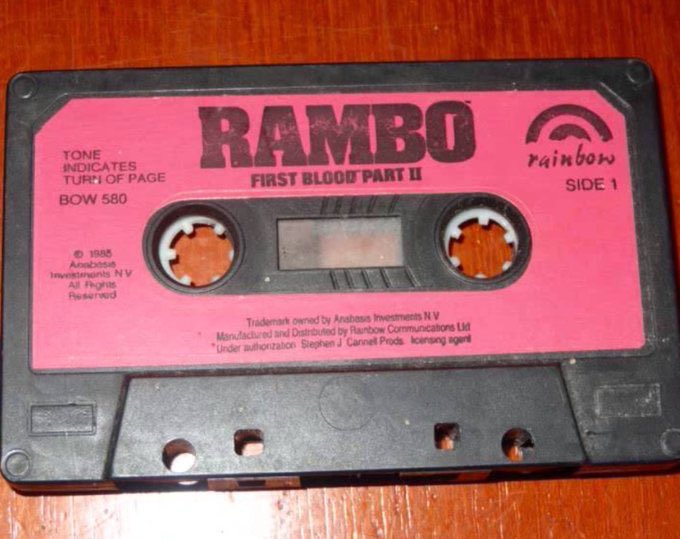 RAMBO
FIRST BLOOD PART II
rainbow
SIDE 1
TONE
INDICATES
TURN OF PAGE
BOW 580
© 1985
Anabasis
Investments N V
All Rights
Reserved
Trademark owned by Anabasis Investments N·V
Manufactured and Distributed by Rainbow Communications Ltd
*Under authorization Stephen J Cannell Prods. licensing agent